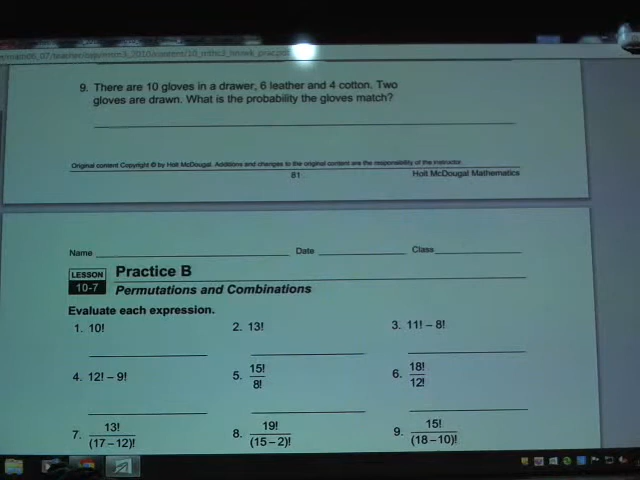 9. There are 10 gloves in a drawer, 6 leather and 4 cotton. Two
gloves are drawn. What is the probability the gloves match?
Original content Copyright © by Holt McDougal. Additions and changes to the original content are the responsibility of the instructor.
81 Holt McDougal Mathematics
Name Date Class
LESSON
10-7
Practice B
Permutations and Combinations
Evaluate each expression.
1. 10! 2. 13! 3. 11! – 8!
4. 12! – 9! 5. 15!/8! 6. 18!/12!
7. 13!/(17 – 12)! 8. 19!/(15 – 2)! 9. 15!/(18 – 10)!